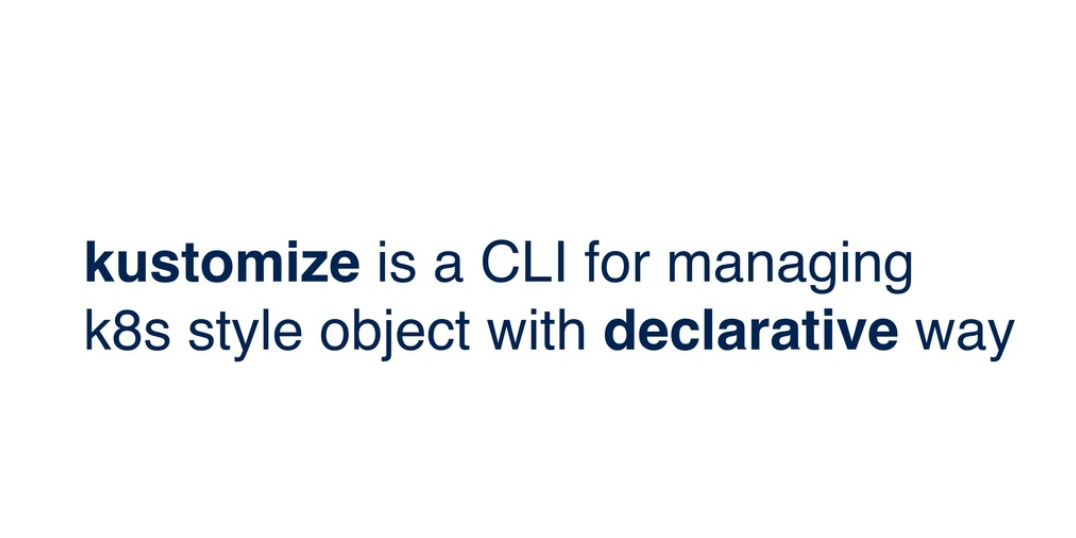 kustomize is a CLI for managing
k8s style object with declarative way